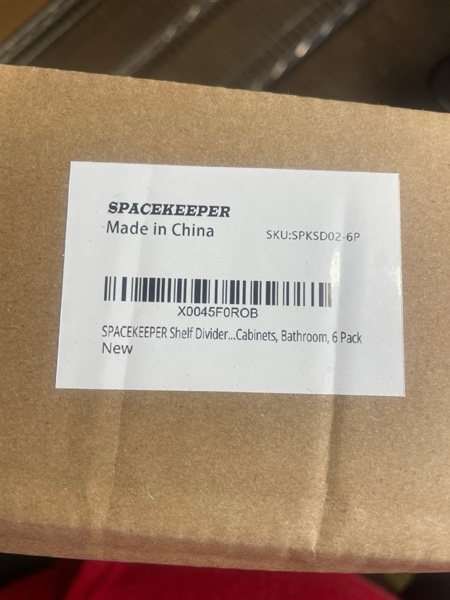 SPACEKEEPER
Made in China
SKU:SPKSD02-6P
X0045F0ROB
SPACEKEEPER Shelf Divider...Cabinets, Bathroom, 6 Pack
New